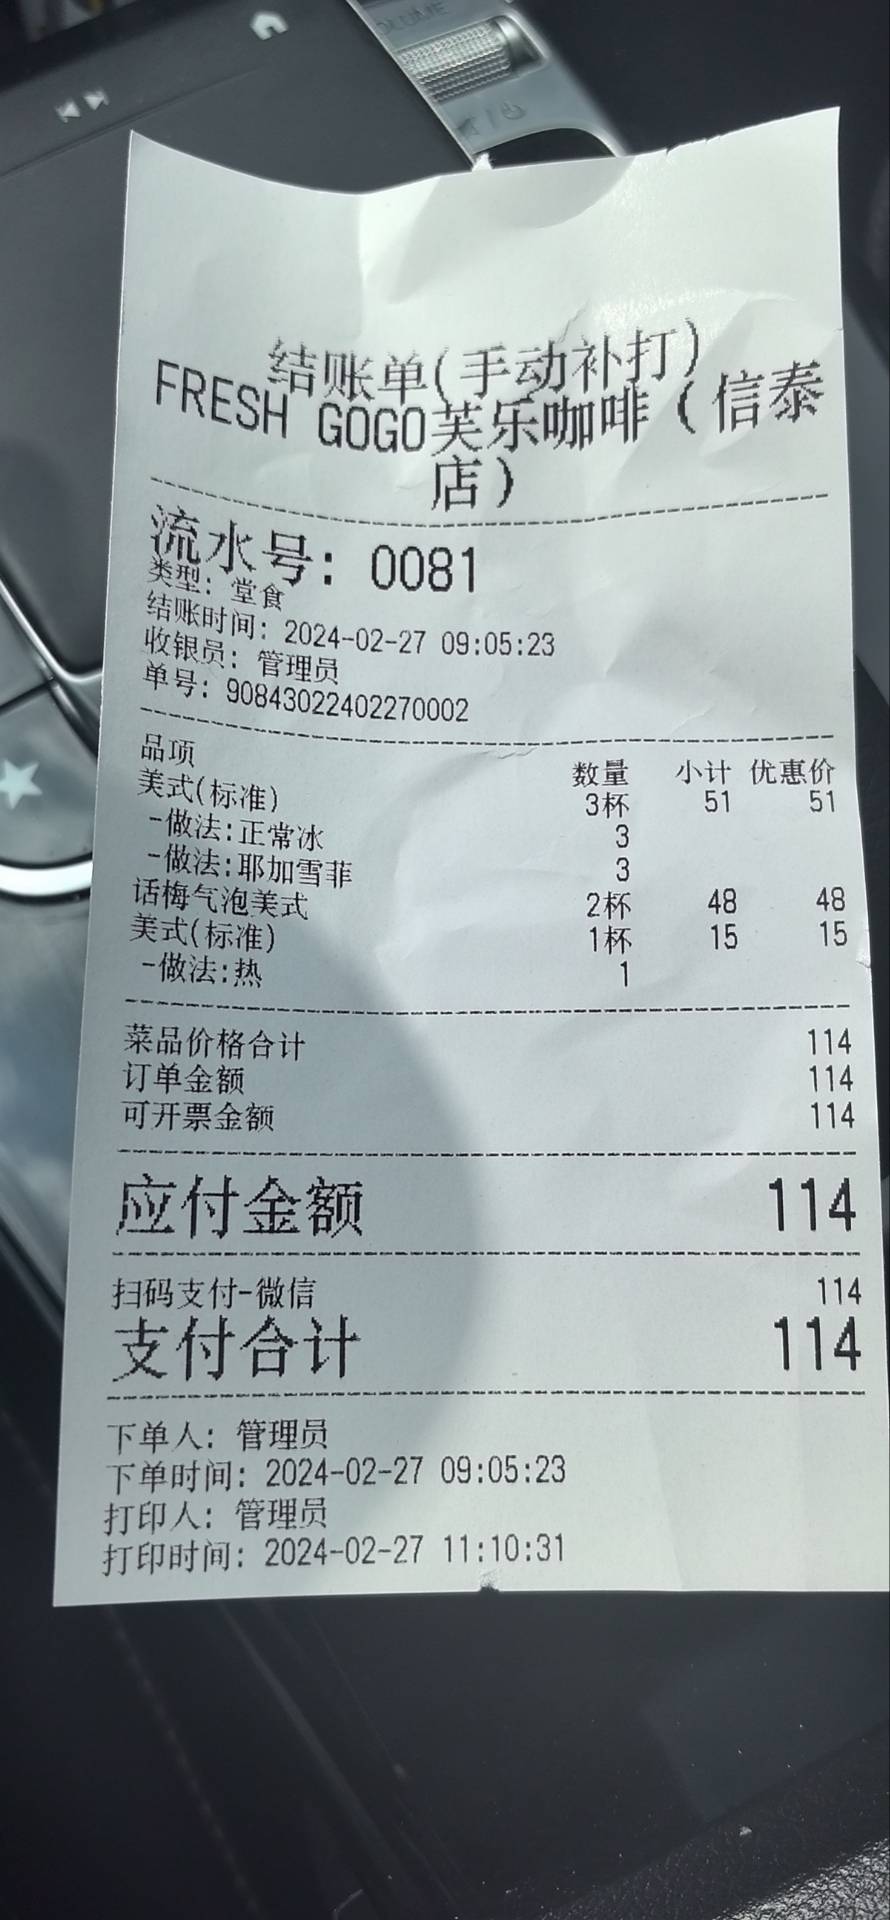 VOLUME
结账单(手动补打)
FRESH GOGO芙乐咖啡(信泰
店)
流水号: 0081
类型: 堂食
结账时间: 2024-02-27 09:05:23
收银员: 管理员
单号: 90843022402270002
品项 数量 小计 优惠价
美式(标准) 3杯 51 51
-做法:正常冰 3
-做法:耶加雪菲 3
话梅气泡美式 2杯 48 48
美式(标准) 1杯 15 15
-做法:热 1
菜品价格合计 114
订单金额 114
可开票金额 114
应付金额 114
扫码支付-微信 114
支付合计 114
下单人: 管理员
下单时间: 2024-02-27 09:05:23
打印人: 管理员
打印时间: 2024-02-27 11:10:31